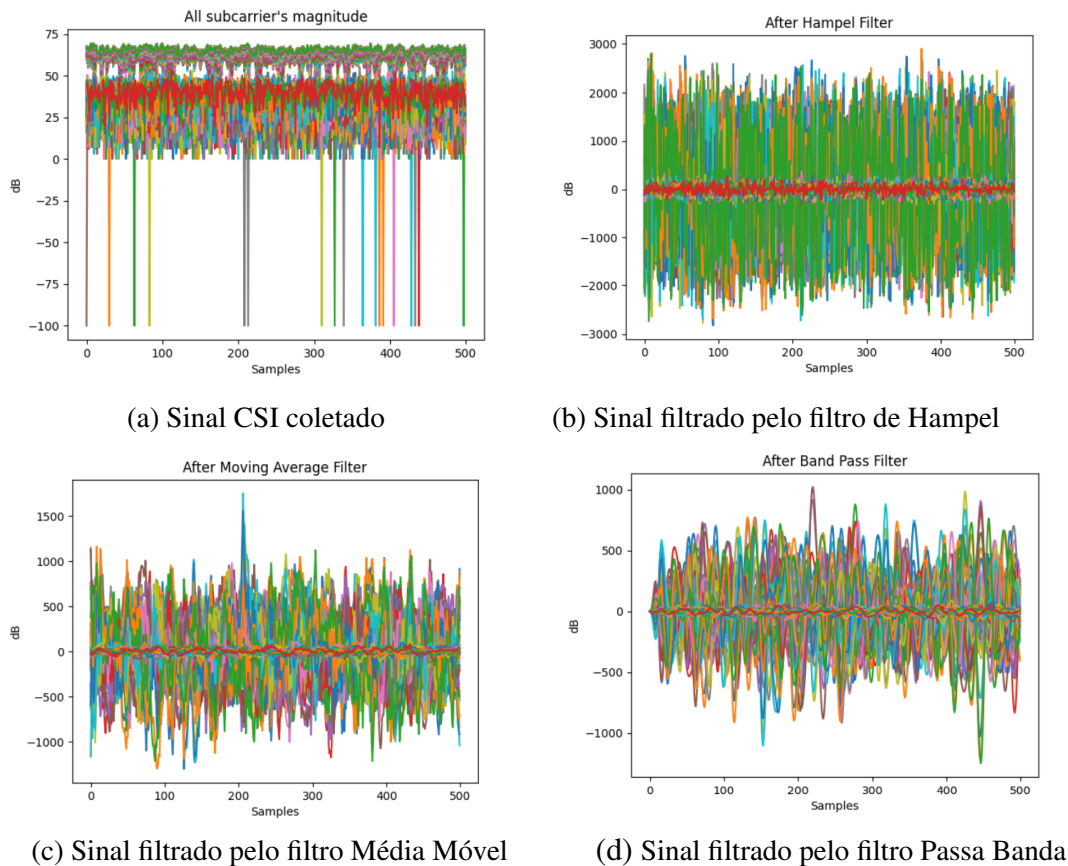 All subcarrier's magnitude
75
50
25
0
−25
−50
−75
−100
dB
0 100 200 300 400 500
Samples
(a) Sinal CSI coletado
After Hampel Filter
3000
2000
1000
0
−1000
−2000
−3000
dB
0 100 200 300 400 500
Samples
(b) Sinal filtrado pelo filtro de Hampel
After Moving Average Filter
1500
1000
500
0
−500
−1000
dB
0 100 200 300 400 500
Samples
(c) Sinal filtrado pelo filtro Média Móvel
After Band Pass Filter
1000
500
0
−500
−1000
dB
0 100 200 300 400 500
Samples
(d) Sinal filtrado pelo filtro Passa Banda